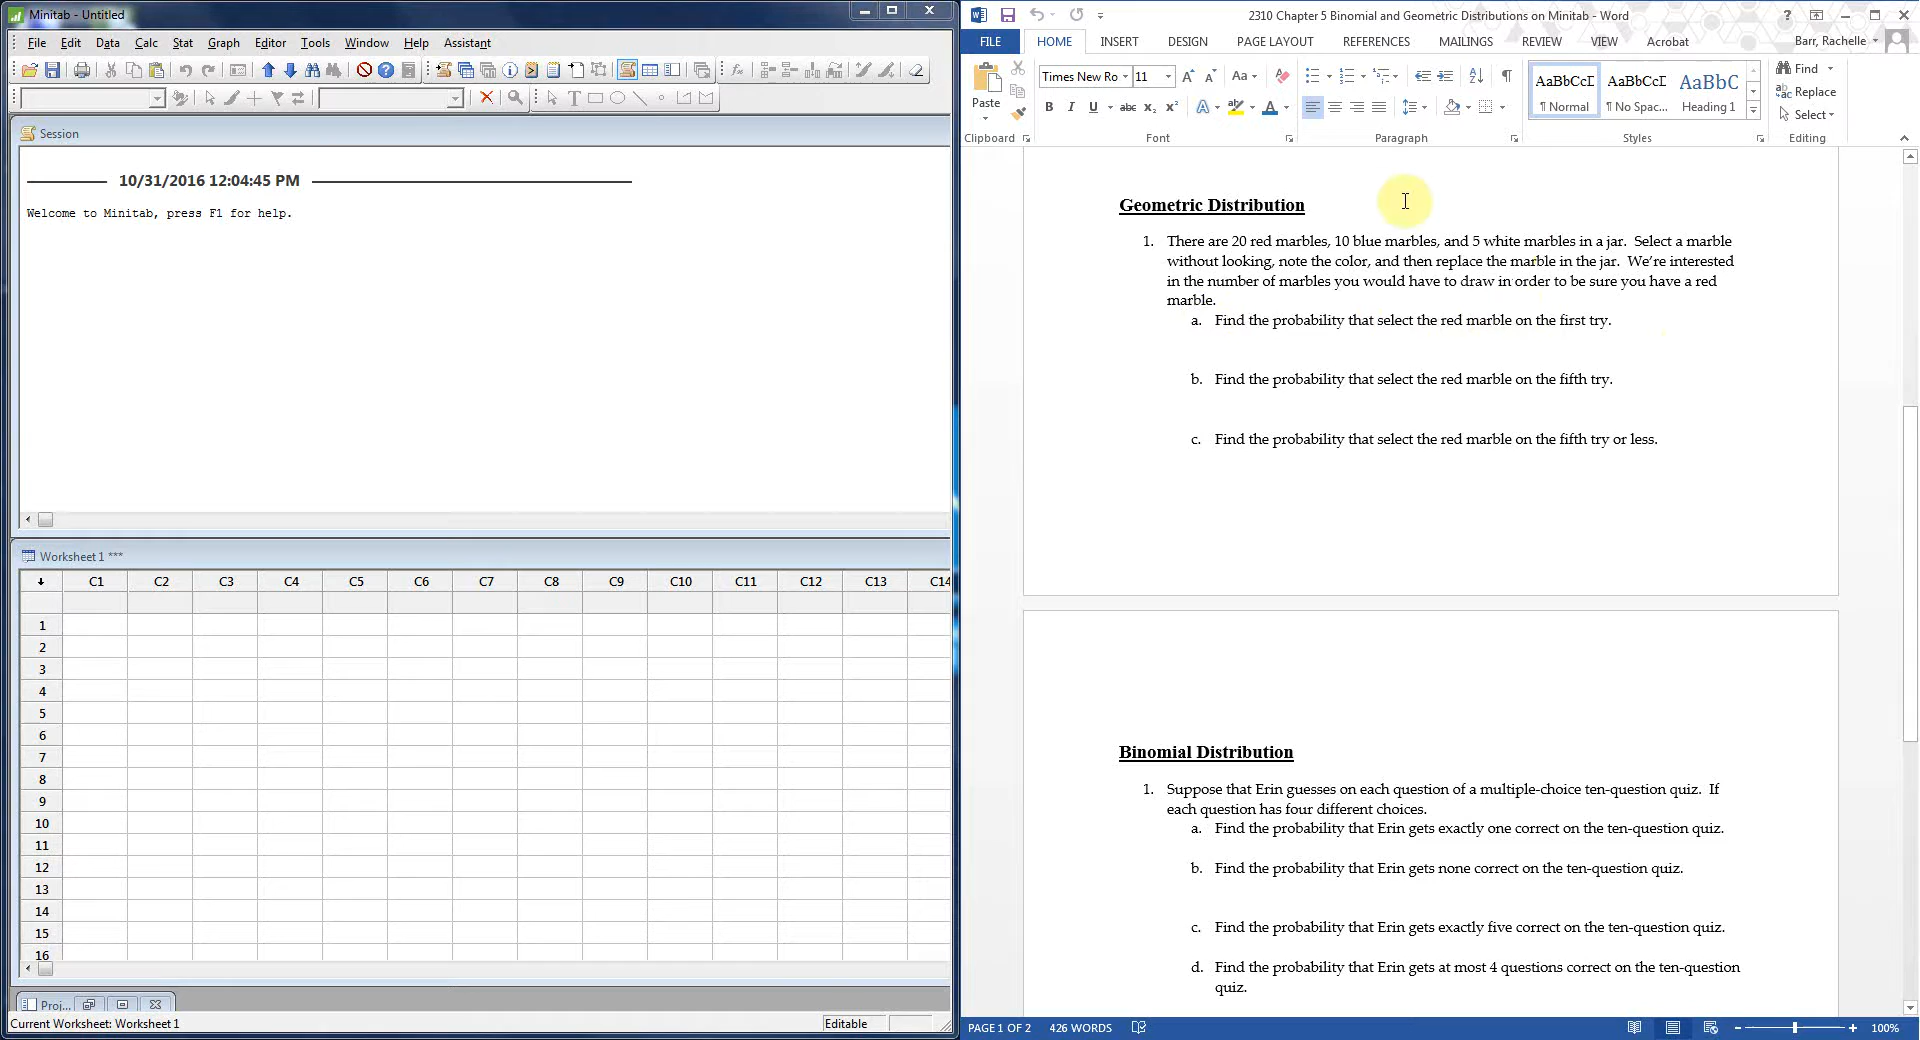 Minitab - Untitled
File Edit Data Calc Stat Graph Editor Tools Window Help Assistant
Session
10/31/2016 12:04:45 PM
Welcome to Minitab, press F1 for help.
Worksheet 1 ***
C1 C2 C3 C4 C5 C6 C7 C8 C9 C10 C11 C12 C13 C14
1
2
3
4
5
6
7
8
9
10
11
12
13
14
15
16
Proj...
Current Worksheet: Worksheet 1 Editable
2310 Chapter 5 Binomial and Geometric Distributions on Minitab - Word
FILE HOME INSERT DESIGN PAGE LAYOUT REFERENCES MAILINGS REVIEW VIEW Acrobat Barr, Rachelle
Times New Ro 11 Aa
Paste
B I U abc x₂ x² A A
AaBbCcD AaBbCcD AaBbC
¶ Normal ¶ No Spac... Heading 1
Find
Replace
Select
Clipboard Font Paragraph Styles Editing
Geometric Distribution
1. There are 20 red marbles, 10 blue marbles, and 5 white marbles in a jar. Select a marble
without looking, note the color, and then replace the marble in the jar. We're interested
in the number of marbles you would have to draw in order to be sure you have a red
marble.
a. Find the probability that select the red marble on the first try.
b. Find the probability that select the red marble on the fifth try.
c. Find the probability that select the red marble on the fifth try or less.
Binomial Distribution
1. Suppose that Erin guesses on each question of a multiple-choice ten-question quiz. If
each question has four different choices.
a. Find the probability that Erin gets exactly one correct on the ten-question quiz.
b. Find the probability that Erin gets none correct on the ten-question quiz.
c. Find the probability that Erin gets exactly five correct on the ten-question quiz.
d. Find the probability that Erin gets at most 4 questions correct on the ten-question
quiz.
PAGE 1 OF 2 426 WORDS 100%